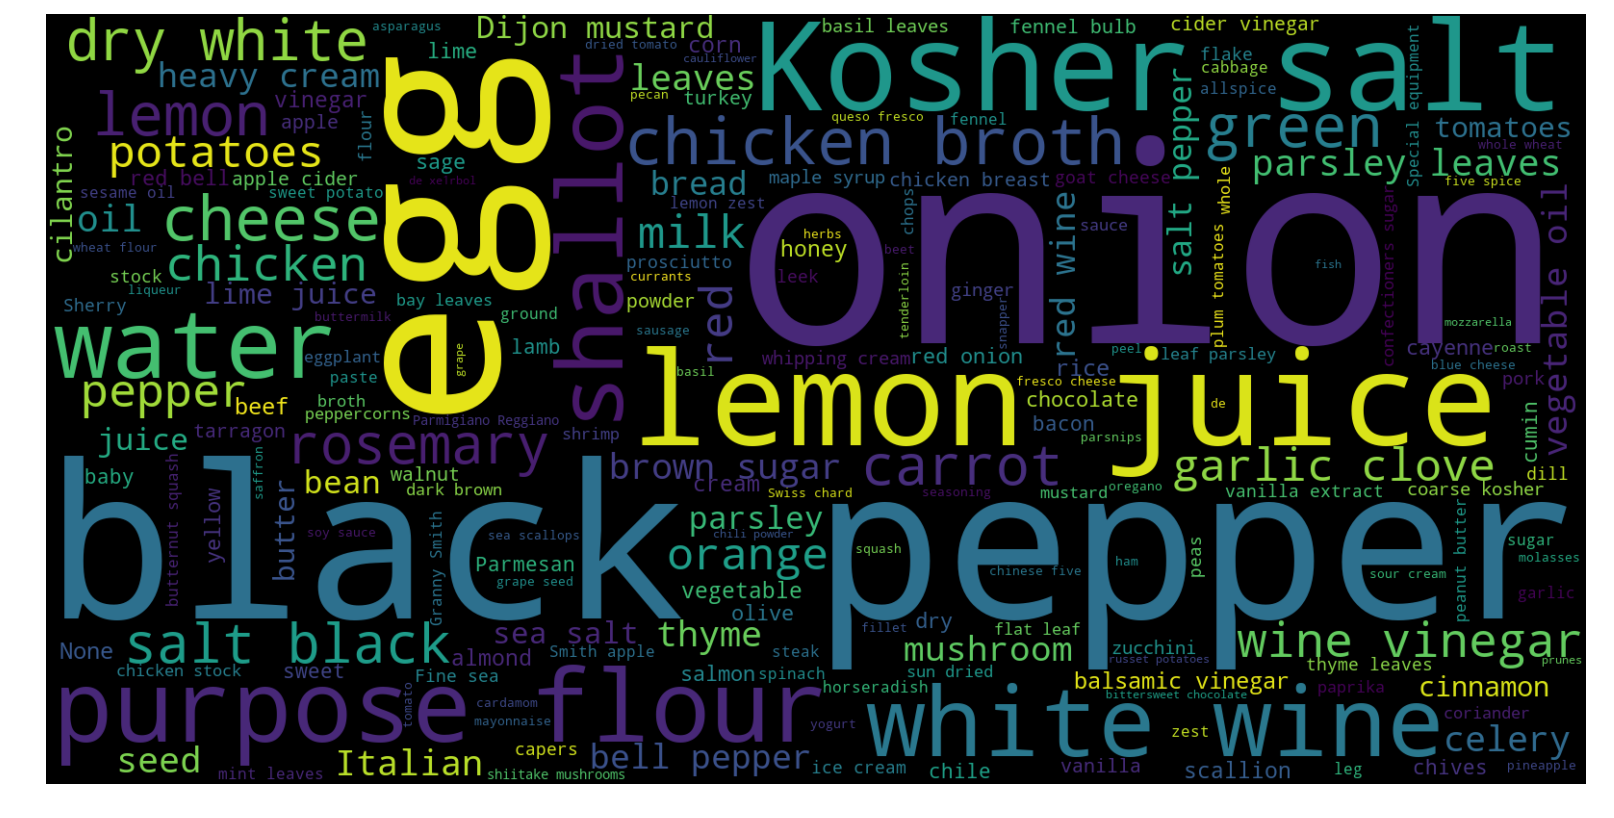 dry white
asparagus
Dijon mustard
basil leaves
fennel bulb
cider vinegar
Kosher salt
lime
dried tomato
corn
cauliflower
flake
cabbage
allspice
Special equipment
heavy cream
leaves
turkey
pecan
lemon
vinegar
apple
flour
egg
shallot
queso fresco
fennel
chicken broth
pepper
salt
green
tomatoes
whole wheat
potatoes
sage
parsley leaves
cilantro
red bell
apple cider
de xelrbol
bread
maple syrup
chicken breast
goat cheese
five spice
sesame oil
sweet potato
lemon zest
chops
whole
plum tomatoes
confectioners sugar
vegetable oil
oil
cheese
milk
herbs
honey
beet
red wine
sauce
onion
wheat flour
chicken
prosciutto
currants
leek
fish
stock
liqueur
lime juice
bay leaves
powder
red
tenderloin
ginger
snapper
Sherry
buttermilk
ground
sausage
mozzarella
water
eggplant
grape
lamb
whipping cream
red onion
rice
peel
leaf parsley
cayenne
roast
blue cheese
paste
basil
fresco cheese
pork
pepper
beef
broth
peppercorns
Parmigiano Reggiano
lemon juice
chocolate
de
bacon
parsnips
cumin
juice
tarragon
rosemary
shrimp
brown sugar
carrot
garlic clove
dill
baby
saffron
bean
walnut
dark brown
cream
Swiss chard
seasoning
mustard
oregano
vanilla extract
coarse kosher
butternut squash
yellow
butter
black pepper
soy sauce
Granny Smith
sea scallops
parsley
chili powder
orange
squash
chinese five
ham
peas
sour cream
peanut butter
sugar
molasses
garlic
Parmesan
grape seed
vegetable
olive
None
salt black
sea salt
thyme
fillet
dry
flat leaf
mushroom
zucchini
wine vinegar
almond
Smith apple
steak
russet potatoes
thyme leaves
prunes
chicken stock
sweet
Fine sea
salmon
spinach
sun dried
horseradish
balsamic vinegar
paprika
cinnamon
purpose flour
tomato
cardamom
mayonnaise
yogurt
bittersweet chocolate
white wine
zest
coriander
celery
seed
mint leaves
Italian
capers
shiitake mushrooms
bell pepper
ice cream
chile
vanilla
scallion
leg
chives
pineapple